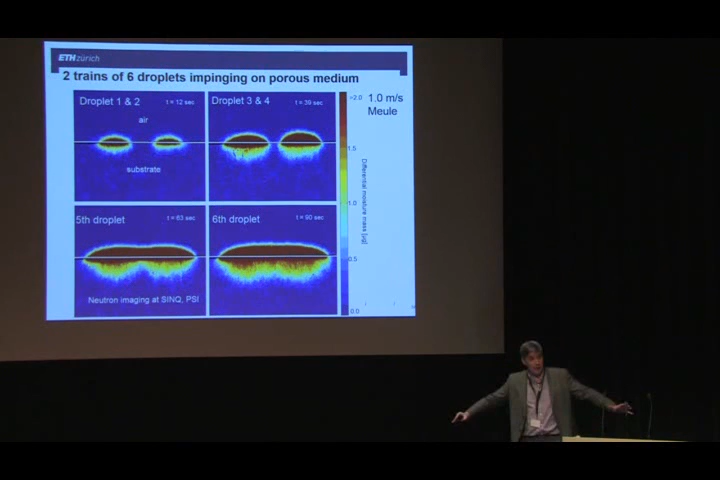 ETH zürich
2 trains of 6 droplets impinging on porous medium
Droplet 1 & 2
t = 12 sec
air
substrate
Droplet 3 & 4
t = 39 sec
5th droplet
t = 63 sec
Neutron imaging at SINQ, PSI
6th droplet
t = 90 sec
>2.0
1.5
1.0
0.5
0.0
Differential moisture mass [µg]
1.0 m/s
Meule